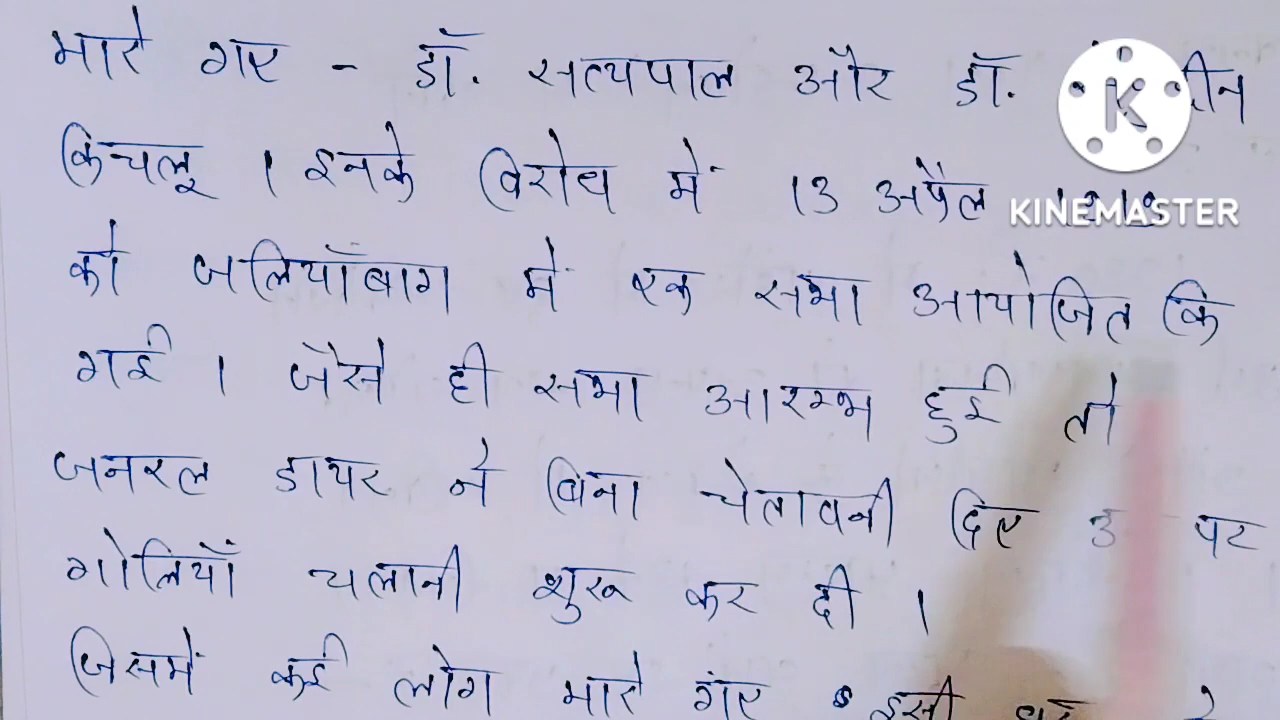 मारे गए - डॉ. सत्यपाल और डॉ.
किचलू । इनके विरोध में 13 अप्रैल
KINEMASTER
को जलियाँबाग में एक सभा आयोजित कि
गई । जैसे ही सभा आरम्भ हुई तो
जनरल डायर ने बिना चेतावनी दिए पर
गोलियाँ चलानी शुरू कर दी ।
जिसमें कई लोग मारे गए इसी